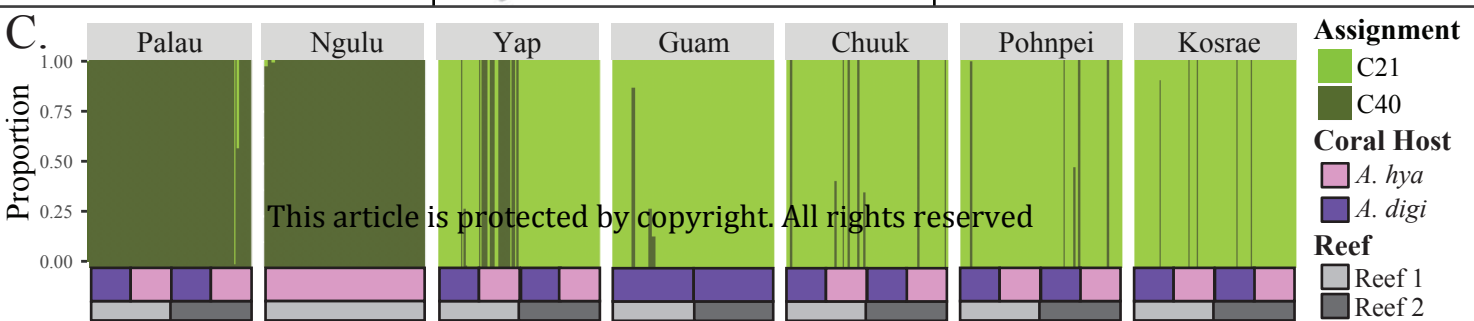 C.
Palau Ngulu Yap Guam Chuuk Pohnpei Kosrae
Proportion
1.00
0.75
0.50
0.25
0.00
This article is protected by copyright. All rights reserved
Assignment
C21
C40
Coral Host
A. hya
A. digi
Reef
Reef 1
Reef 2